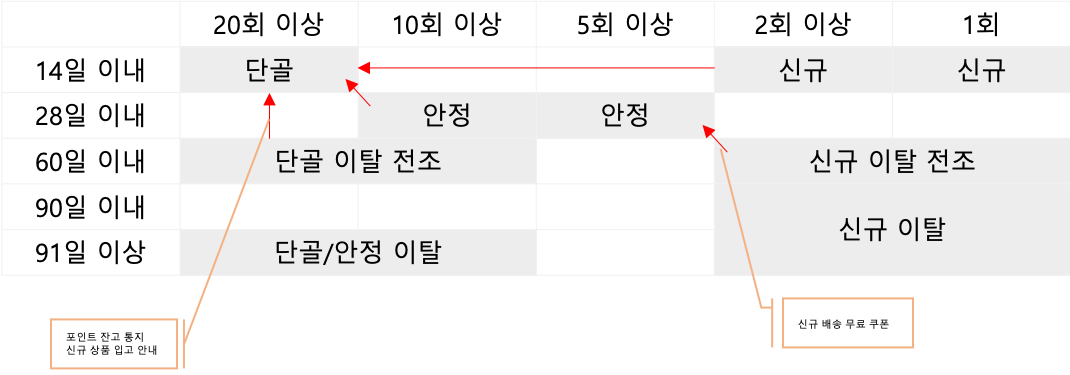 20회 이상 10회 이상 5회 이상 2회 이상 1회
14일 이내 단골 신규 신규
28일 이내 안정 안정
60일 이내 단골 이탈 전조 신규 이탈 전조
90일 이내
신규 이탈
91일 이상 단골/안정 이탈
포인트 잔고 통지
신규 상품 입고 안내
신규 배송 무료 쿠폰